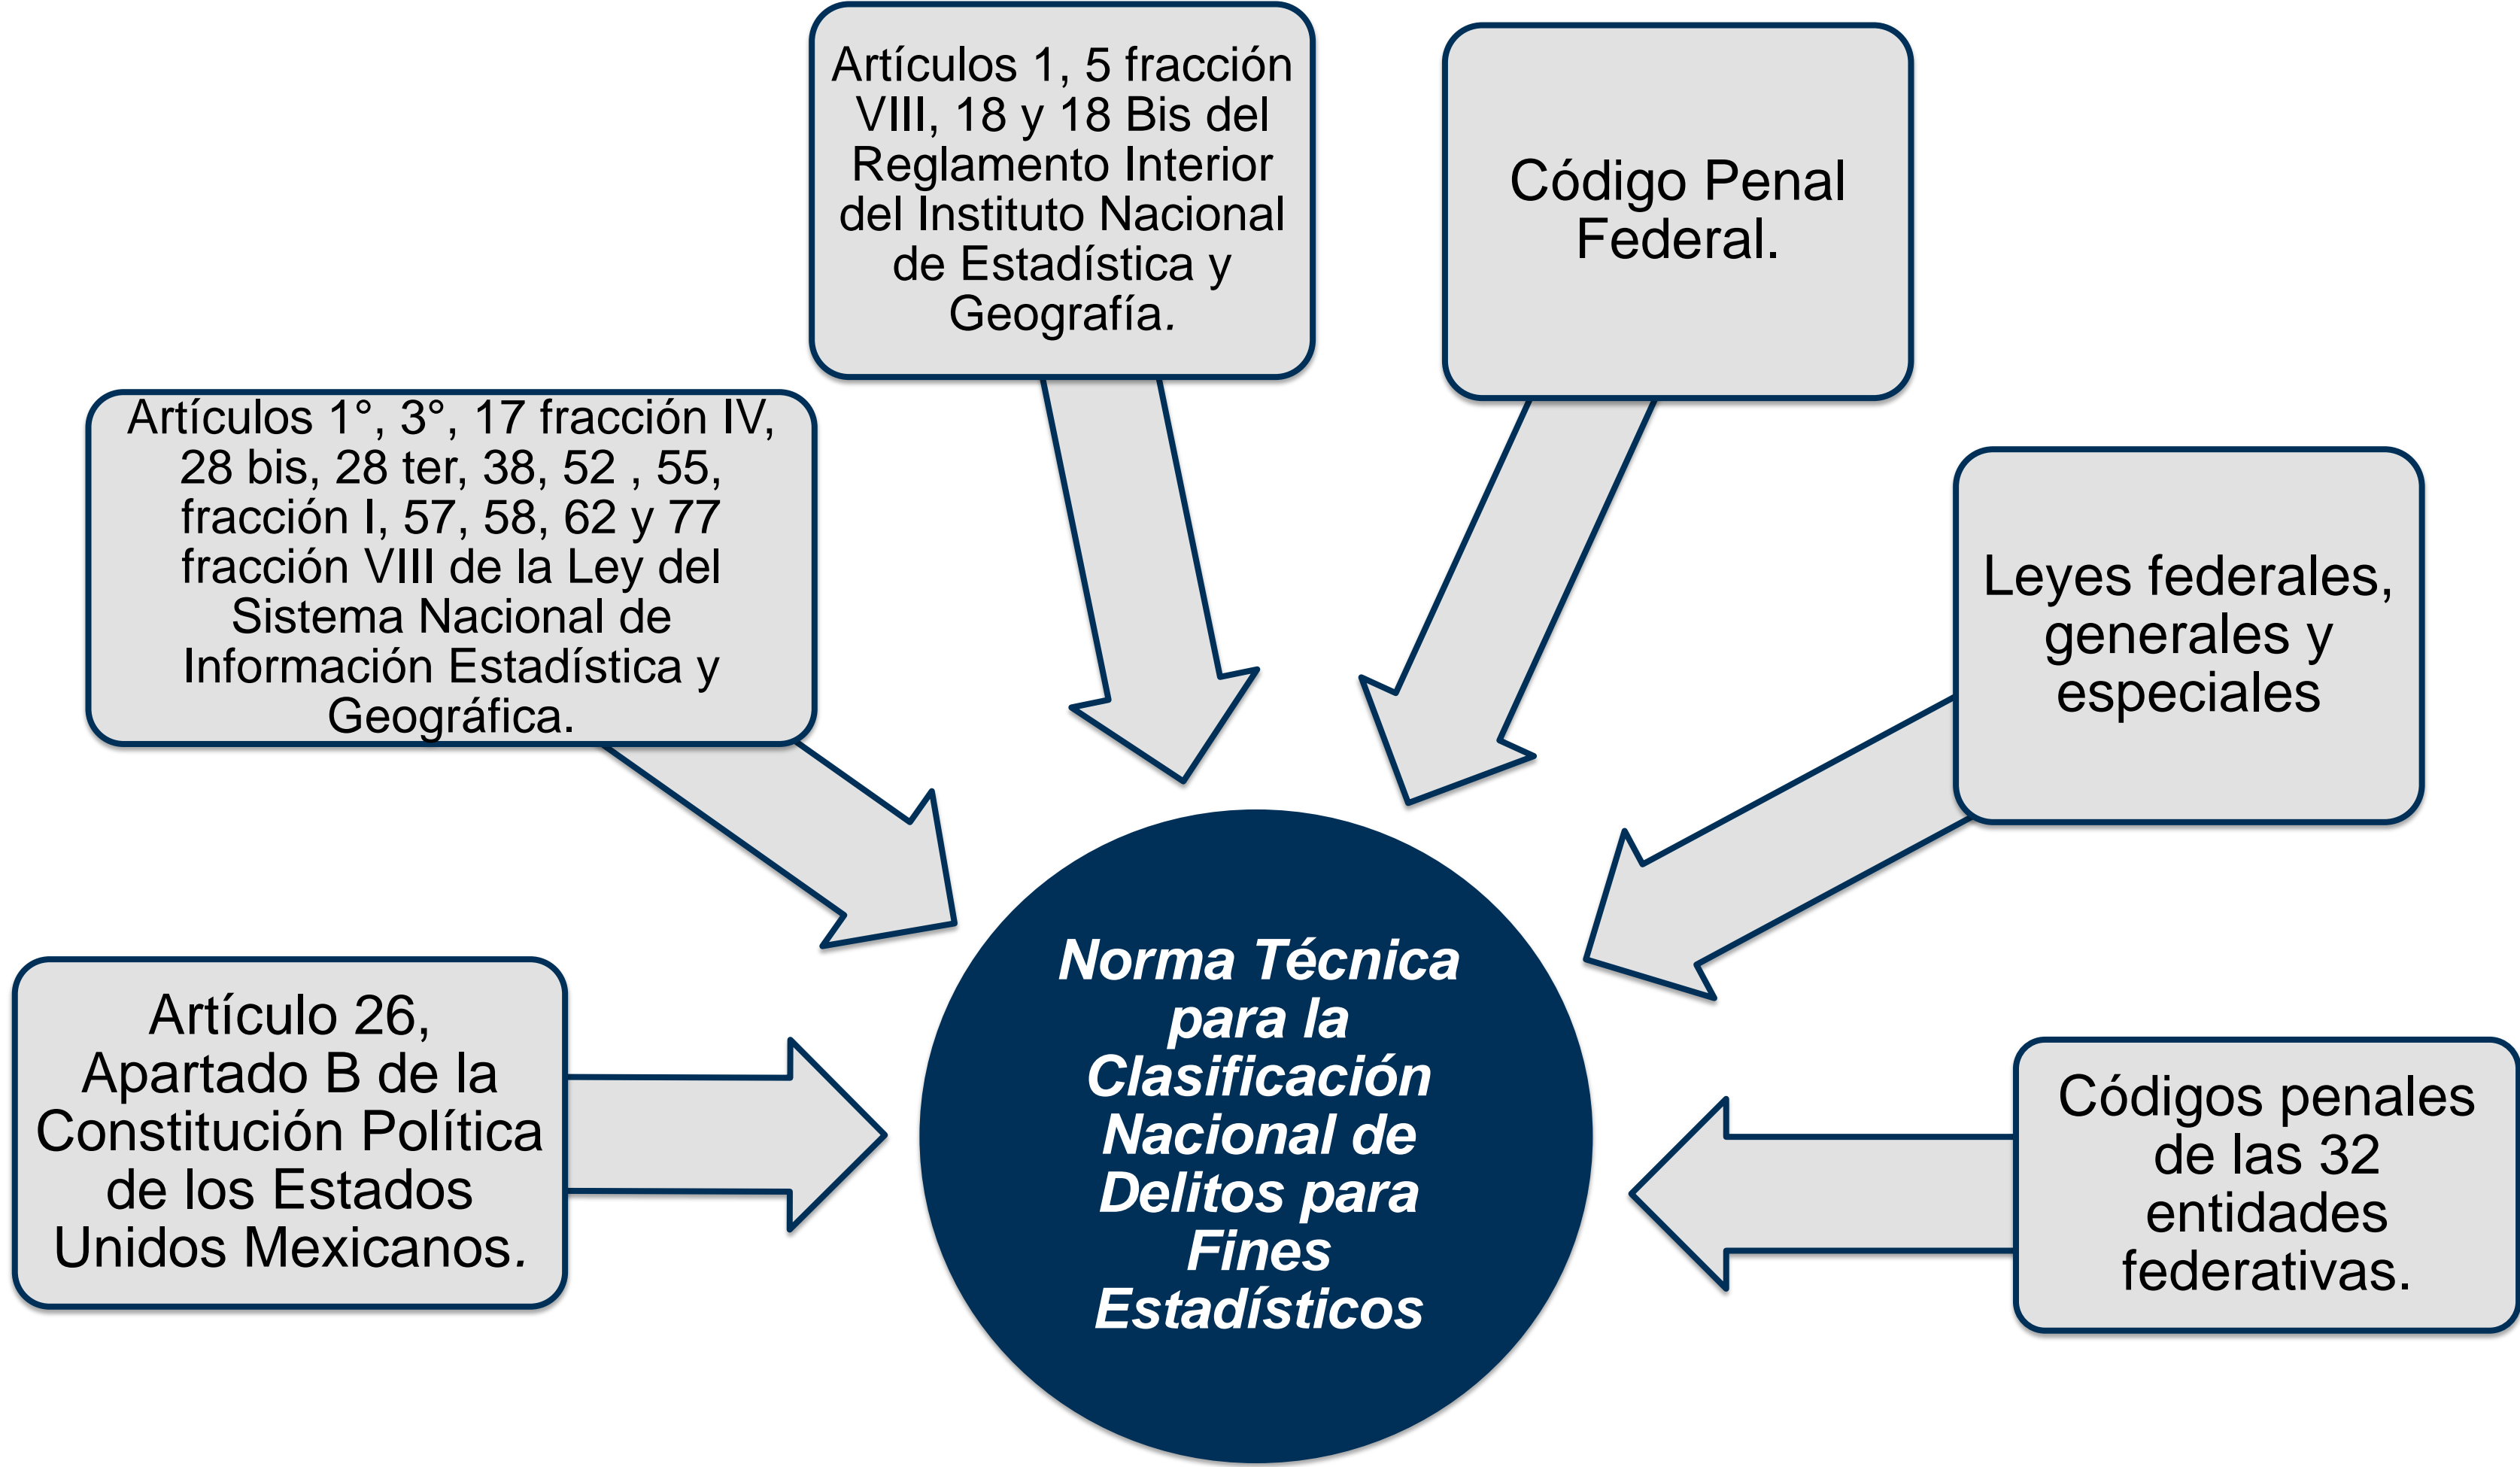 Artículos 1, 5 fracción
VIII, 18 y 18 Bis del
Reglamento Interior
del Instituto Nacional
de Estadística y
Geografía.
Código Penal
Federal.
Artículos 1°, 3°, 17 fracción IV,
28 bis, 28 ter, 38, 52 , 55,
fracción I, 57, 58, 62 y 77
fracción VIII de la Ley del
Sistema Nacional de
Información Estadística y
Geográfica.
Leyes federales,
generales y
especiales
Artículo 26,
Apartado B de la
Constitución Política
de los Estados
Unidos Mexicanos.
Norma Técnica
para la
Clasificación
Nacional de
Delitos para
Fines
Estadísticos
Códigos penales
de las 32
entidades
federativas.